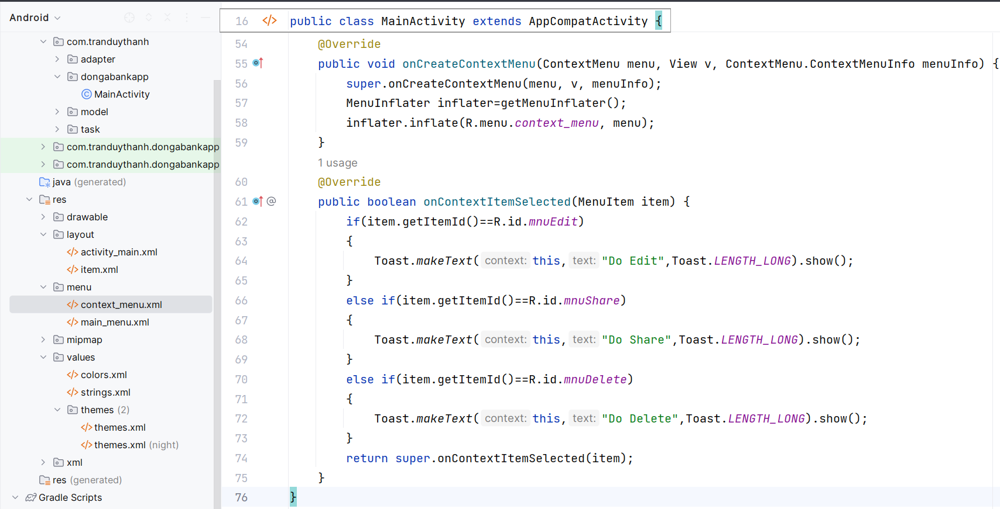 Android
com.tranduythanh
adapter
dongabankapp
MainActivity
model
task
com.tranduythanh.dongabankapp
com.tranduythanh.dongabankapp
java (generated)
res
drawable
layout
activity_main.xml
item.xml
menu
context_menu.xml
main_menu.xml
mipmap
values
colors.xml
strings.xml
themes (2)
themes.xml
themes.xml (night)
xml
res (generated)
Gradle Scripts
16 </> public class MainActivity extends AppCompatActivity {
54 @Override
55 public void onCreateContextMenu(ContextMenu menu, View v, ContextMenu.ContextMenuInfo menuInfo) {
56 super.onCreateContextMenu(menu, v, menuInfo);
57 MenuInflater inflater=getMenuInflater();
58 inflater.inflate(R.menu.context_menu, menu);
59 }
1 usage
60 @Override
61 @ public boolean onContextItemSelected(MenuItem item) {
62 if(item.getItemId()==R.id.mnuEdit)
63 {
64 Toast.makeText( context: this, text: "Do Edit",Toast.LENGTH_LONG).show();
65 }
66 else if(item.getItemId()==R.id.mnuShare)
67 {
68 Toast.makeText( context: this, text: "Do Share",Toast.LENGTH_LONG).show();
69 }
70 else if(item.getItemId()==R.id.mnuDelete)
71 {
72 Toast.makeText( context: this, text: "Do Delete",Toast.LENGTH_LONG).show();
73 }
74 return super.onContextItemSelected(item);
75 }
76 }